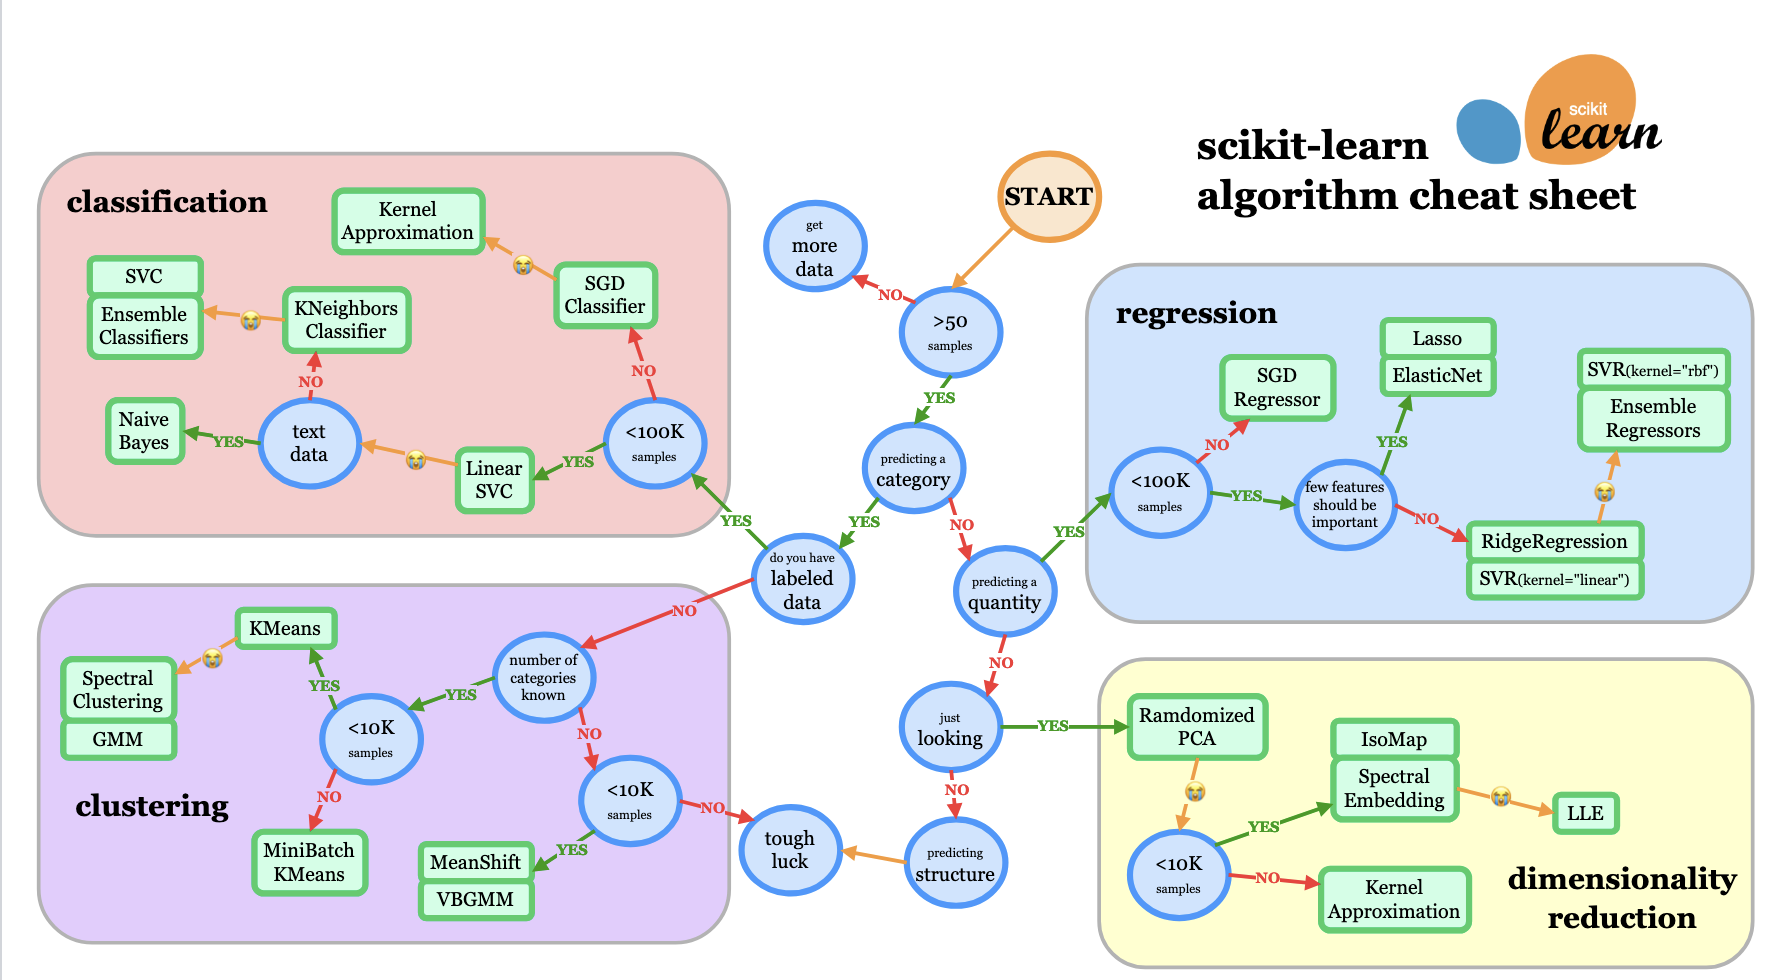 scikit
learn
scikit-learn
algorithm cheat sheet
START
get
more
data
NO
>50
samples
YES
predicting a
category
YES
NO
do you have
labeled
data
YES
NO
predicting a
quantity
YES
NO
just
looking
YES
NO
predicting
structure
tough
luck
classification
Kernel
Approximation
SGD
Classifier
SVC
Ensemble
Classifiers
KNeighbors
Classifier
NO
NO
Naive
Bayes
YES
text
data
Linear
SVC
YES
<100K
samples
regression
SGD
Regressor
Lasso
ElasticNet
SVR(kernel="rbf")
Ensemble
Regressors
NO
YES
<100K
samples
YES
few features
should be
important
NO
RidgeRegression
SVR(kernel="linear")
clustering
KMeans
Spectral
Clustering
GMM
YES
<10K
samples
YES
number of
categories
known
NO
NO
MiniBatch
KMeans
<10K
samples
NO
YES
MeanShift
VBGMM
dimensionality
reduction
Ramdomized
PCA
IsoMap
Spectral
Embedding
LLE
YES
<10K
samples
NO
Kernel
Approximation